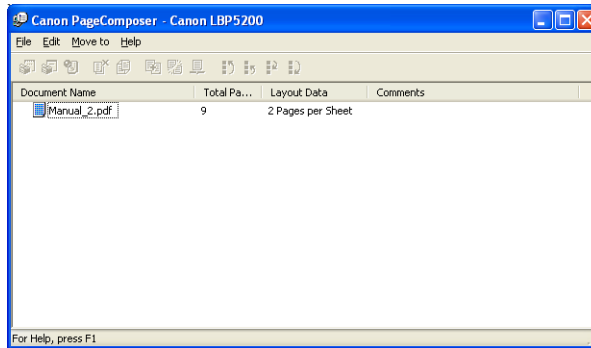 Canon PageComposer - Canon LBP5200
File Edit Move to Help
Document Name Total Pa... Layout Data Comments
Manual_2.pdf 9 2 Pages per Sheet
For Help, press F1